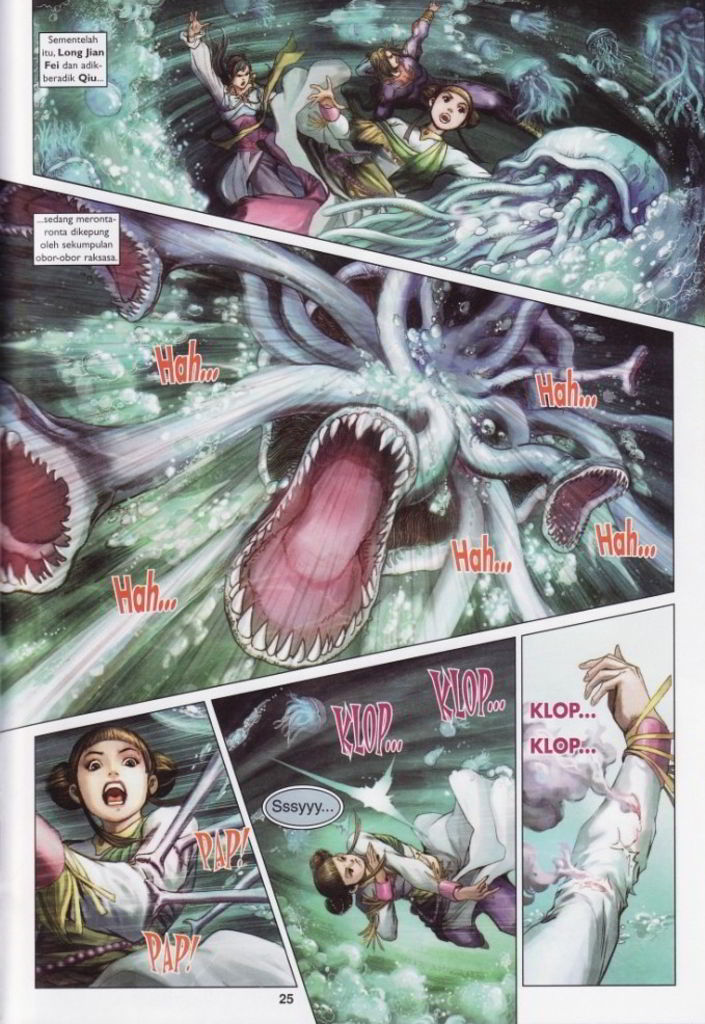 Sementelah
itu, Long Jian
Fei dan adik-
beradik Qiu...
...sedang meronta-
ronta dikepung
oleh sekumpulan
obor-obor raksasa.
Hah...
Hah...
Hah...
Hah...
Hah...
PAP!
PAP!
KLOP...
KLOP...
Sssyyy...
KLOP...
KLOP...
25